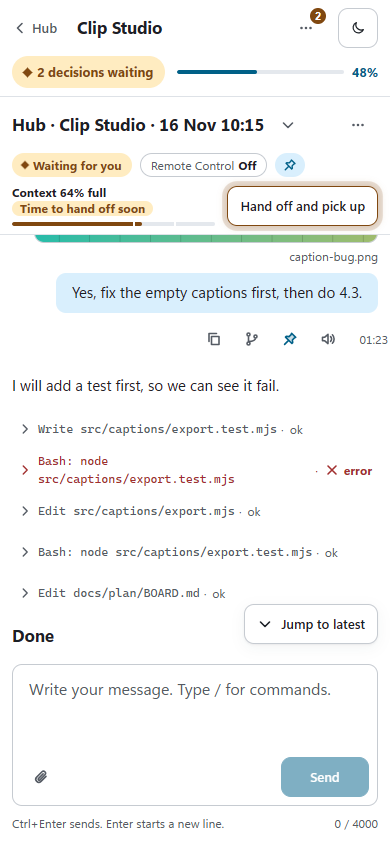 Hub
Clip Studio
2
2 decisions waiting
48%
Hub · Clip Studio · 16 Nov 10:15
Waiting for you
Remote Control Off
Context 64% full
Time to hand off soon
Hand off and pick up
caption-bug.png
Yes, fix the empty captions first, then do 4.3.
01:23
I will add a test first, so we can see it fail.
Write src/captions/export.test.mjs · ok
Bash: node
src/captions/export.test.mjs
· error
Edit src/captions/export.mjs · ok
Bash: node src/captions/export.test.mjs · ok
Edit docs/plan/BOARD.md · ok
Jump to latest
Done
Write your message. Type / for commands.
Send
Ctrl+Enter sends. Enter starts a new line.
0 / 4000